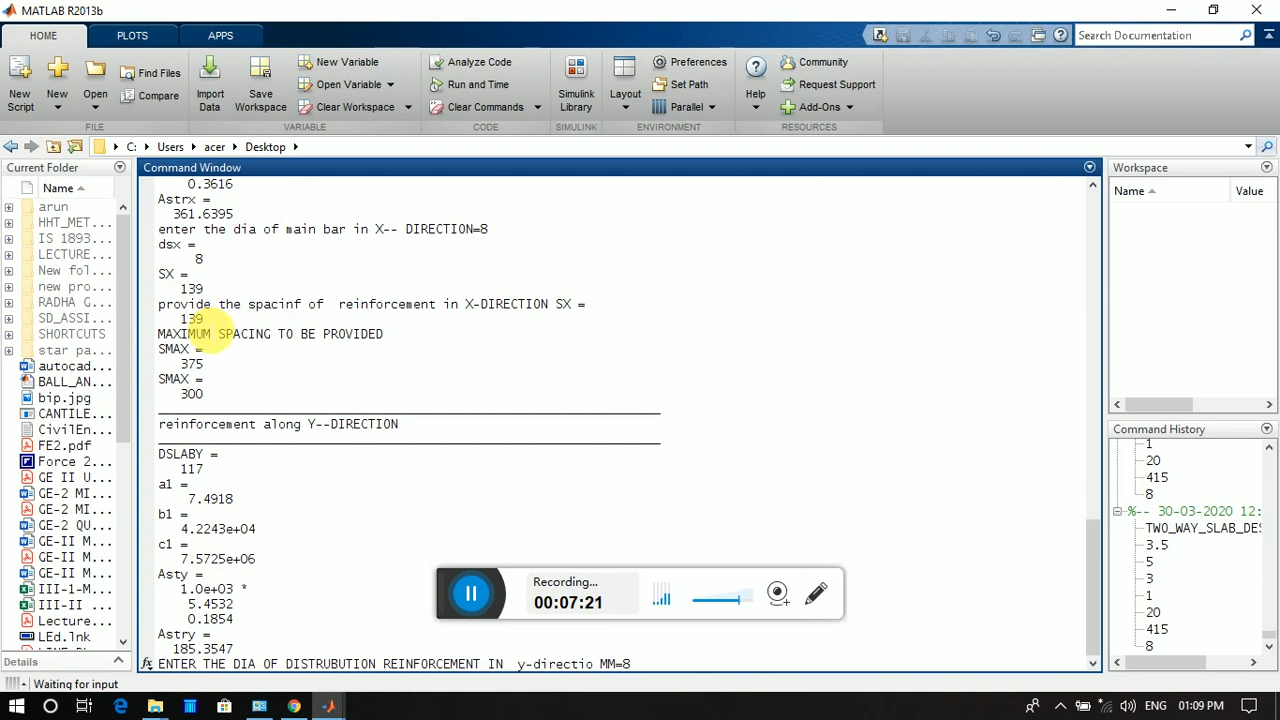 MATLAB R2013b
HOME PLOTS APPS Search Documentation
New Script New Open Find Files Compare Import Data Save Workspace New Variable Open Variable Clear Workspace Analyze Code Run and Time Clear Commands Simulink Library Layout Preferences Set Path Parallel Help Community Request Support Add-Ons
FILE VARIABLE CODE SIMULINK ENVIRONMENT RESOURCES
C: Users acer Desktop
Current Folder
Name
arun
HHT_MET...
IS 1893...
LECTURE...
New fol...
new pro...
RADHA G...
SD_ASSI...
SHORTCUTS
star pa...
autocad...
BALL_AN...
bip.jpg
CANTILE...
CivilEn...
FE2.pdf
Force 2...
GE II U...
GE-2 MI...
GE-2 MI...
GE-2 QU...
GE-II M...
GE-II M...
GE-II M...
III-1-M...
III-II ...
Lecture...
LEd.lnk
Details
Command Window
0.3616
Astrx =
361.6395
enter the dia of main bar in X-- DIRECTION=8
dsx =
8
SX =
139
provide the spacinf of  reinforcement in X-DIRECTION SX =
139
MAXIMUM SPACING TO BE PROVIDED
SMAX =
375
SMAX =
300
reinforcement along Y--DIRECTION
DSLABY =
117
a1 =
7.4918
b1 =
4.2243e+04
c1 =
7.5725e+06
Asty =
1.0e+03 *
5.4532
0.1854
Astry =
185.3547
fx ENTER THE DIA OF DISTRUBUTION REINFORCEMENT IN  y-directio MM=8
Recording...
00:07:21
Workspace
Name Value
Command History
1
20
415
8
%-- 30-03-2020 12:
TWO_WAY_SLAB_DE
3.5
5
3
1
20
415
8
Waiting for input
ENG 01:09 PM